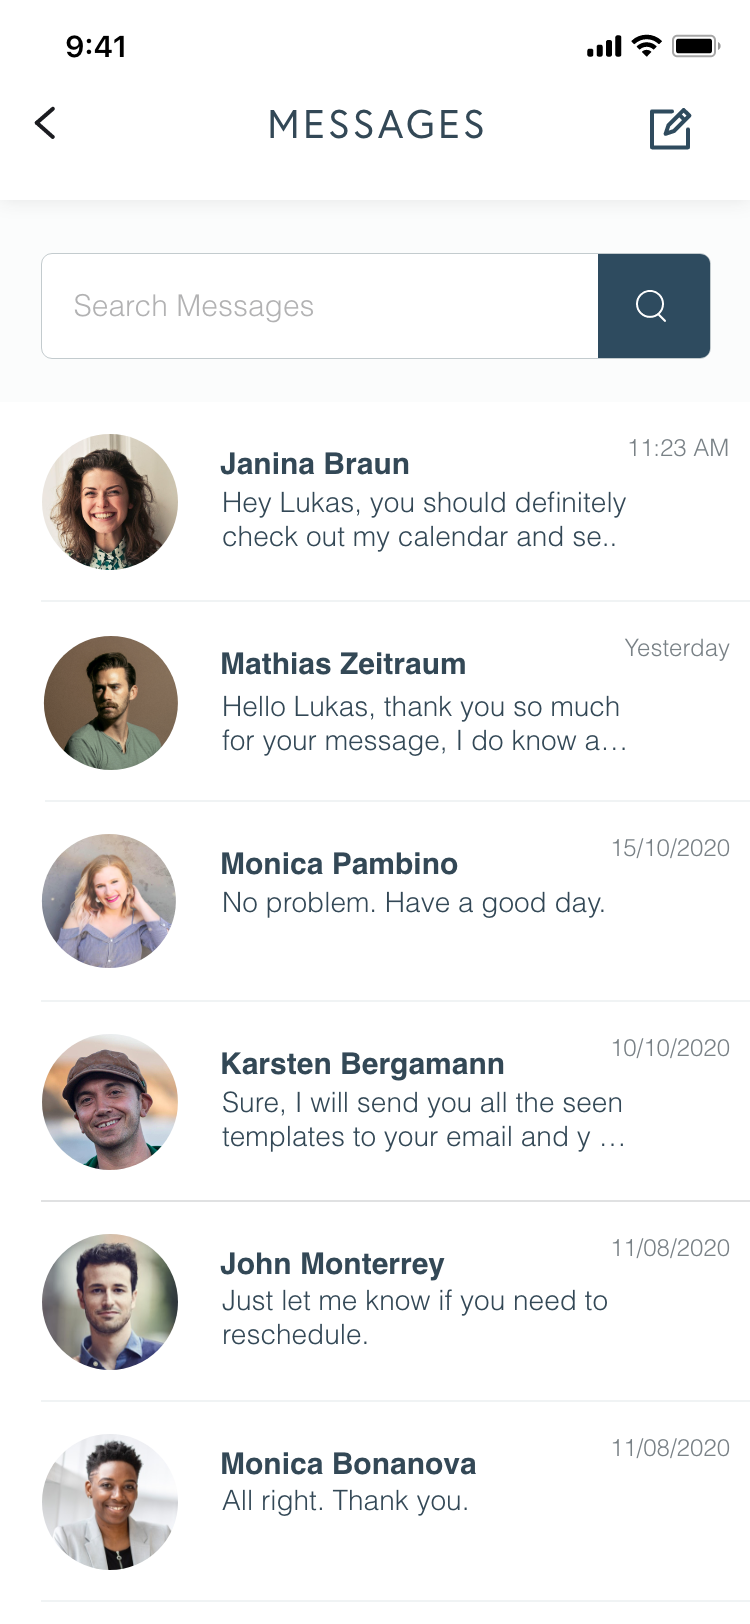 9:41
MESSAGES
Search Messages
Janina Braun
11:23 AM
Hey Lukas, you should definitely
check out my calendar and se..
Mathias Zeitraum
Yesterday
Hello Lukas, thank you so much
for your message, I do know a...
Monica Pambino
15/10/2020
No problem. Have a good day.
Karsten Bergamann
10/10/2020
Sure, I will send you all the seen
templates to your email and y ...
John Monterrey
11/08/2020
Just let me know if you need to
reschedule.
Monica Bonanova
11/08/2020
All right. Thank you.